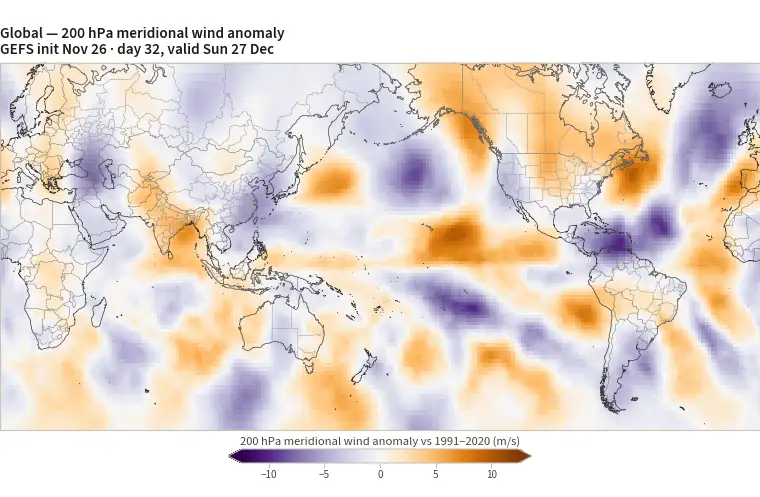 Global — 200 hPa meridional wind anomaly
GEFS init Nov 26 · day 32, valid Sun 27 Dec
200 hPa meridional wind anomaly vs 1991–2020 (m/s)
−10 −5 0 5 10